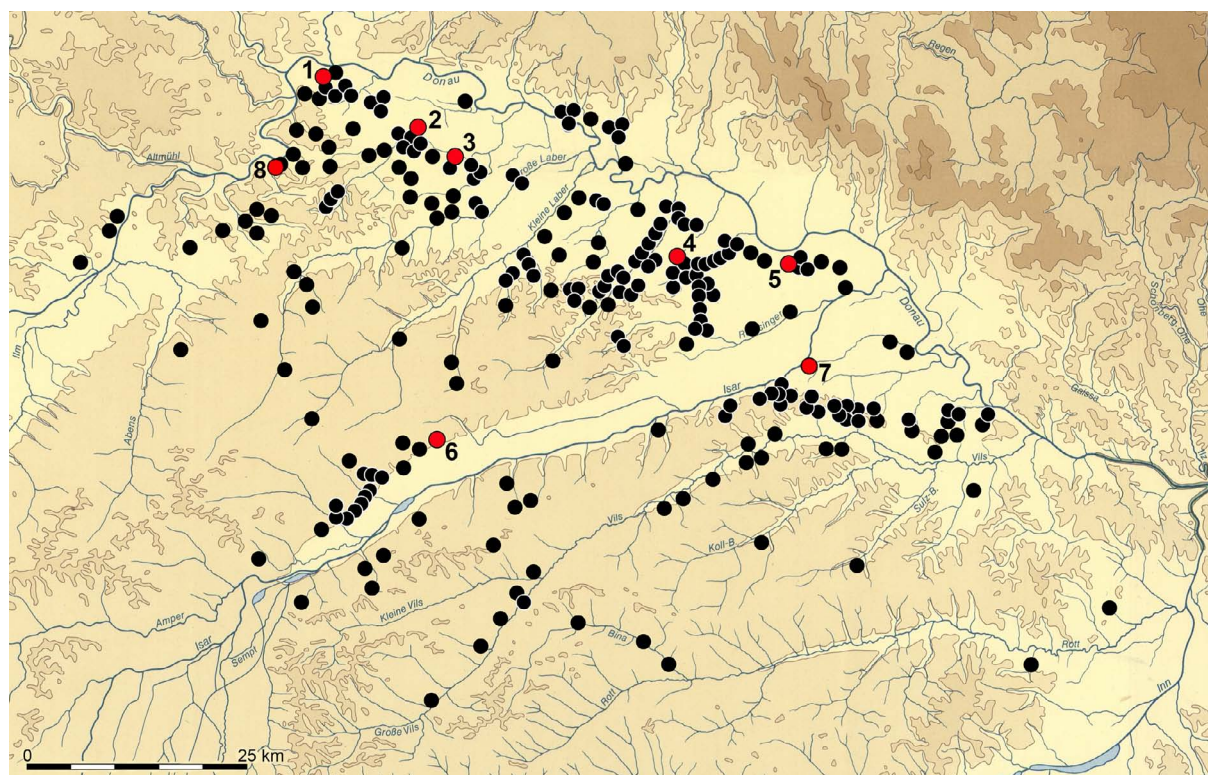 Regen
1
Donau
2
3
Altmühl
8
Große Laber
Kleine Laber
4
5
Donau
Ilm
Isar
7
Gaissa
Abens
6
Vils
Sulz-B.
Vils
Koll-B.
Kleine Vils
Amper
Isar
Sempt
Bina
Rott
Rott
Inn
Große Vils
0
25 km